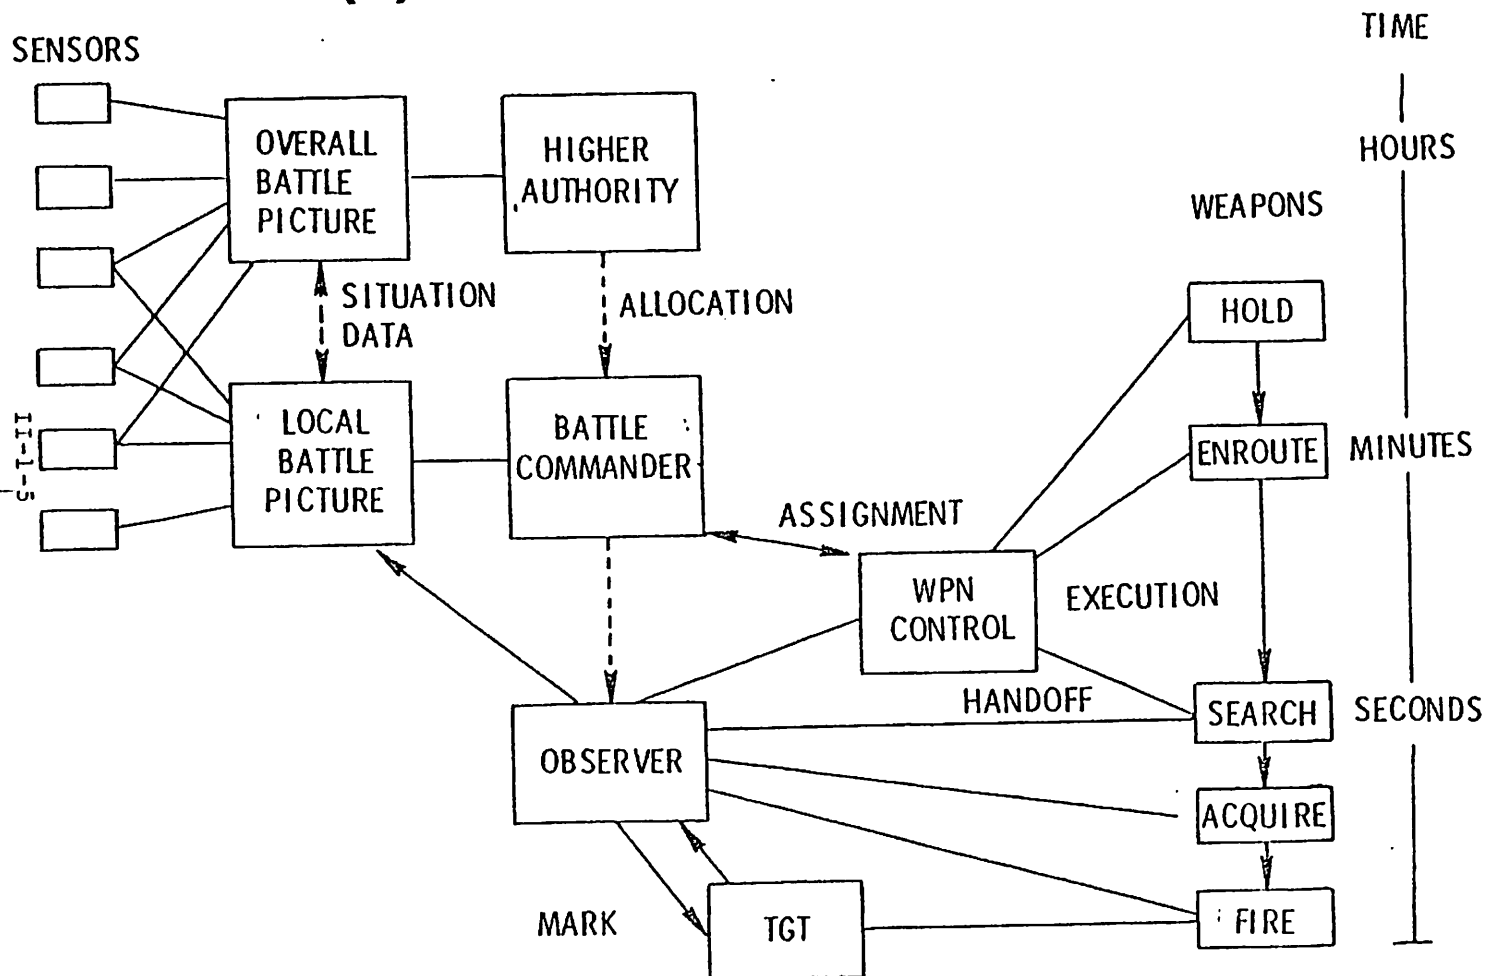 TIME
SENSORS
HOURS
OVERALL
BATTLE
PICTURE
HIGHER
AUTHORITY
WEAPONS
SITUATION
DATA
ALLOCATION
HOLD
LOCAL
BATTLE
PICTURE
BATTLE
COMMANDER
ENROUTE
MINUTES
II-1-5
ASSIGNMENT
WPN
CONTROL
EXECUTION
HANDOFF
SEARCH
SECONDS
OBSERVER
ACQUIRE
MARK
TGT
FIRE